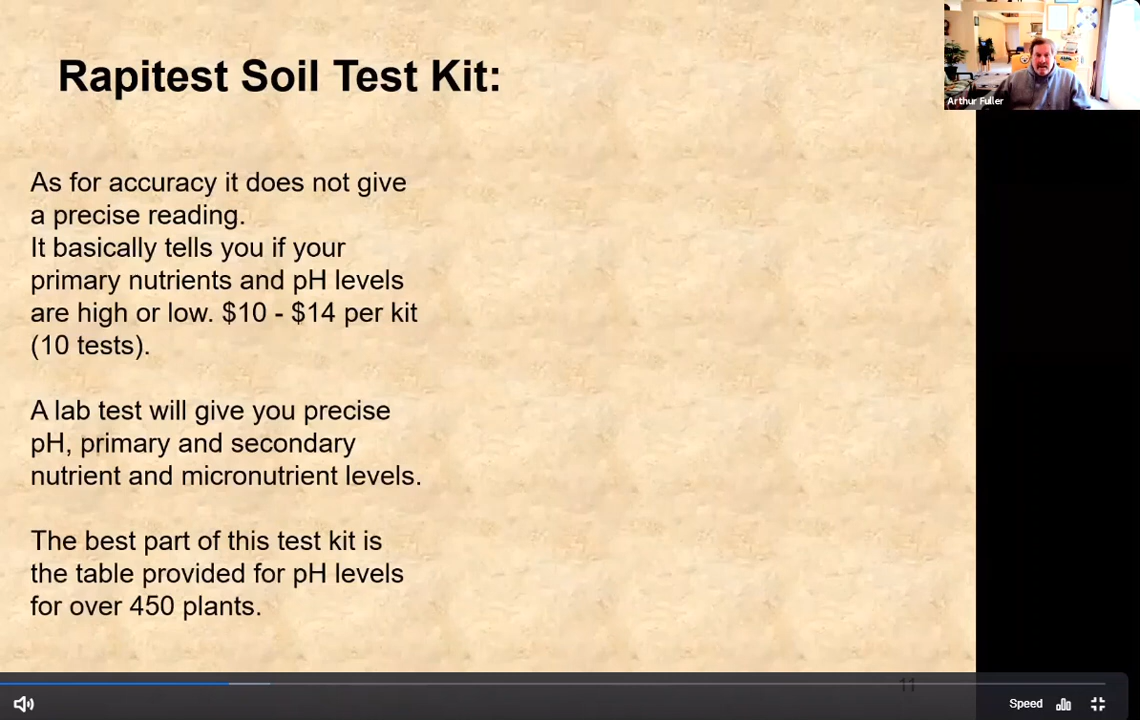 Rapitest Soil Test Kit:
Arthur Fuller
As for accuracy it does not give
a precise reading.
It basically tells you if your
primary nutrients and pH levels
are high or low. $10 - $14 per kit
(10 tests).
A lab test will give you precise
pH, primary and secondary
nutrient and micronutrient levels.
The best part of this test kit is
the table provided for pH levels
for over 450 plants.
11
Speed